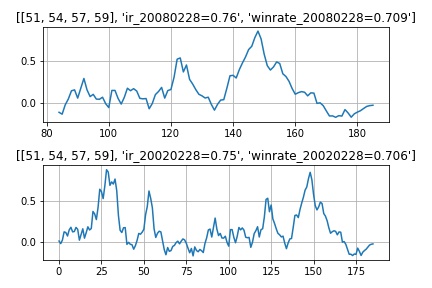 [[51, 54, 57, 59], 'ir_20080228=0.76', 'winrate_20080228=0.709']
0.5
0.0
80 100 120 140 160 180
[[51, 54, 57, 59], 'ir_20020228=0.75', 'winrate_20020228=0.706']
0.5
0.0
0 25 50 75 100 125 150 175